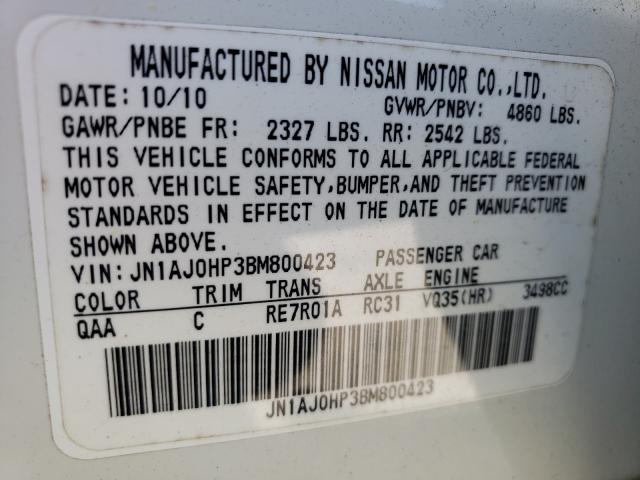 MANUFACTURED BY NISSAN MOTOR CO.,LTD.
DATE: 10/10 GVWR/PNBV: 4860 LBS.
GAWR/PNBE FR: 2327 LBS. RR: 2542 LBS.
THIS VEHICLE CONFORMS TO ALL APPLICABLE FEDERAL
MOTOR VEHICLE SAFETY,BUMPER,AND THEFT PREVENTION
STANDARDS IN EFFECT ON THE DATE OF MANUFACTURE
SHOWN ABOVE.
VIN: JN1AJ0HP3BM800423 PASSENGER CAR
COLOR TRIM TRANS AXLE ENGINE
QAA C RE7R01A RC31 VQ35(HR) 3498CC
JN1AJ0HP3BM800423